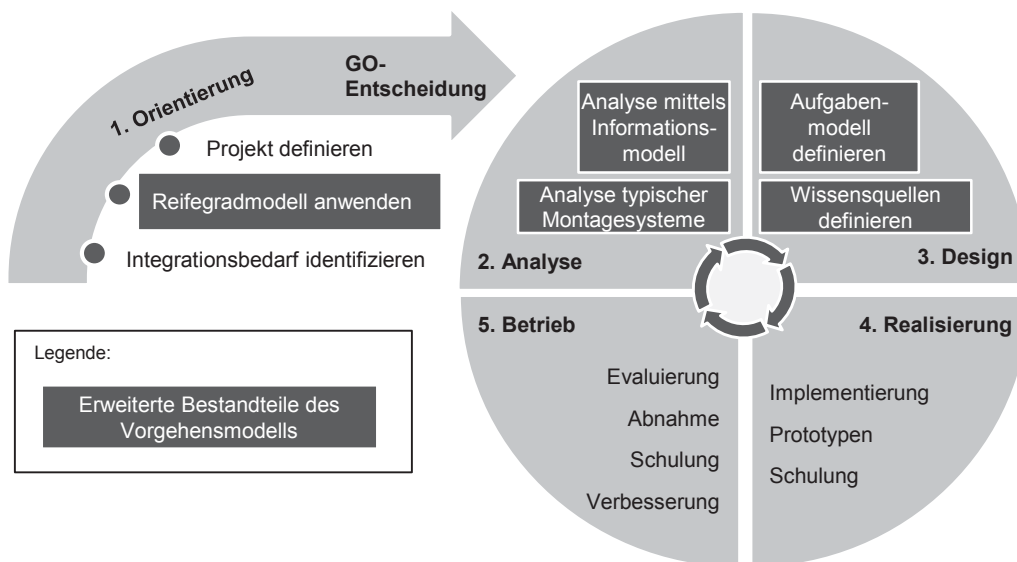 1. Orientierung
GO-
Entscheidung
Projekt definieren
Reifegradmodell anwenden
Integrationsbedarf identifizieren
Legende:
Erweiterte Bestandteile des
Vorgehensmodells
Analyse mittels
Informations-
modell
Analyse typischer
Montagesysteme
2. Analyse
Aufgaben-
modell
definieren
Wissensquellen
definieren
3. Design
5. Betrieb
Evaluierung
Abnahme
Schulung
Verbesserung
4. Realisierung
Implementierung
Prototypen
Schulung